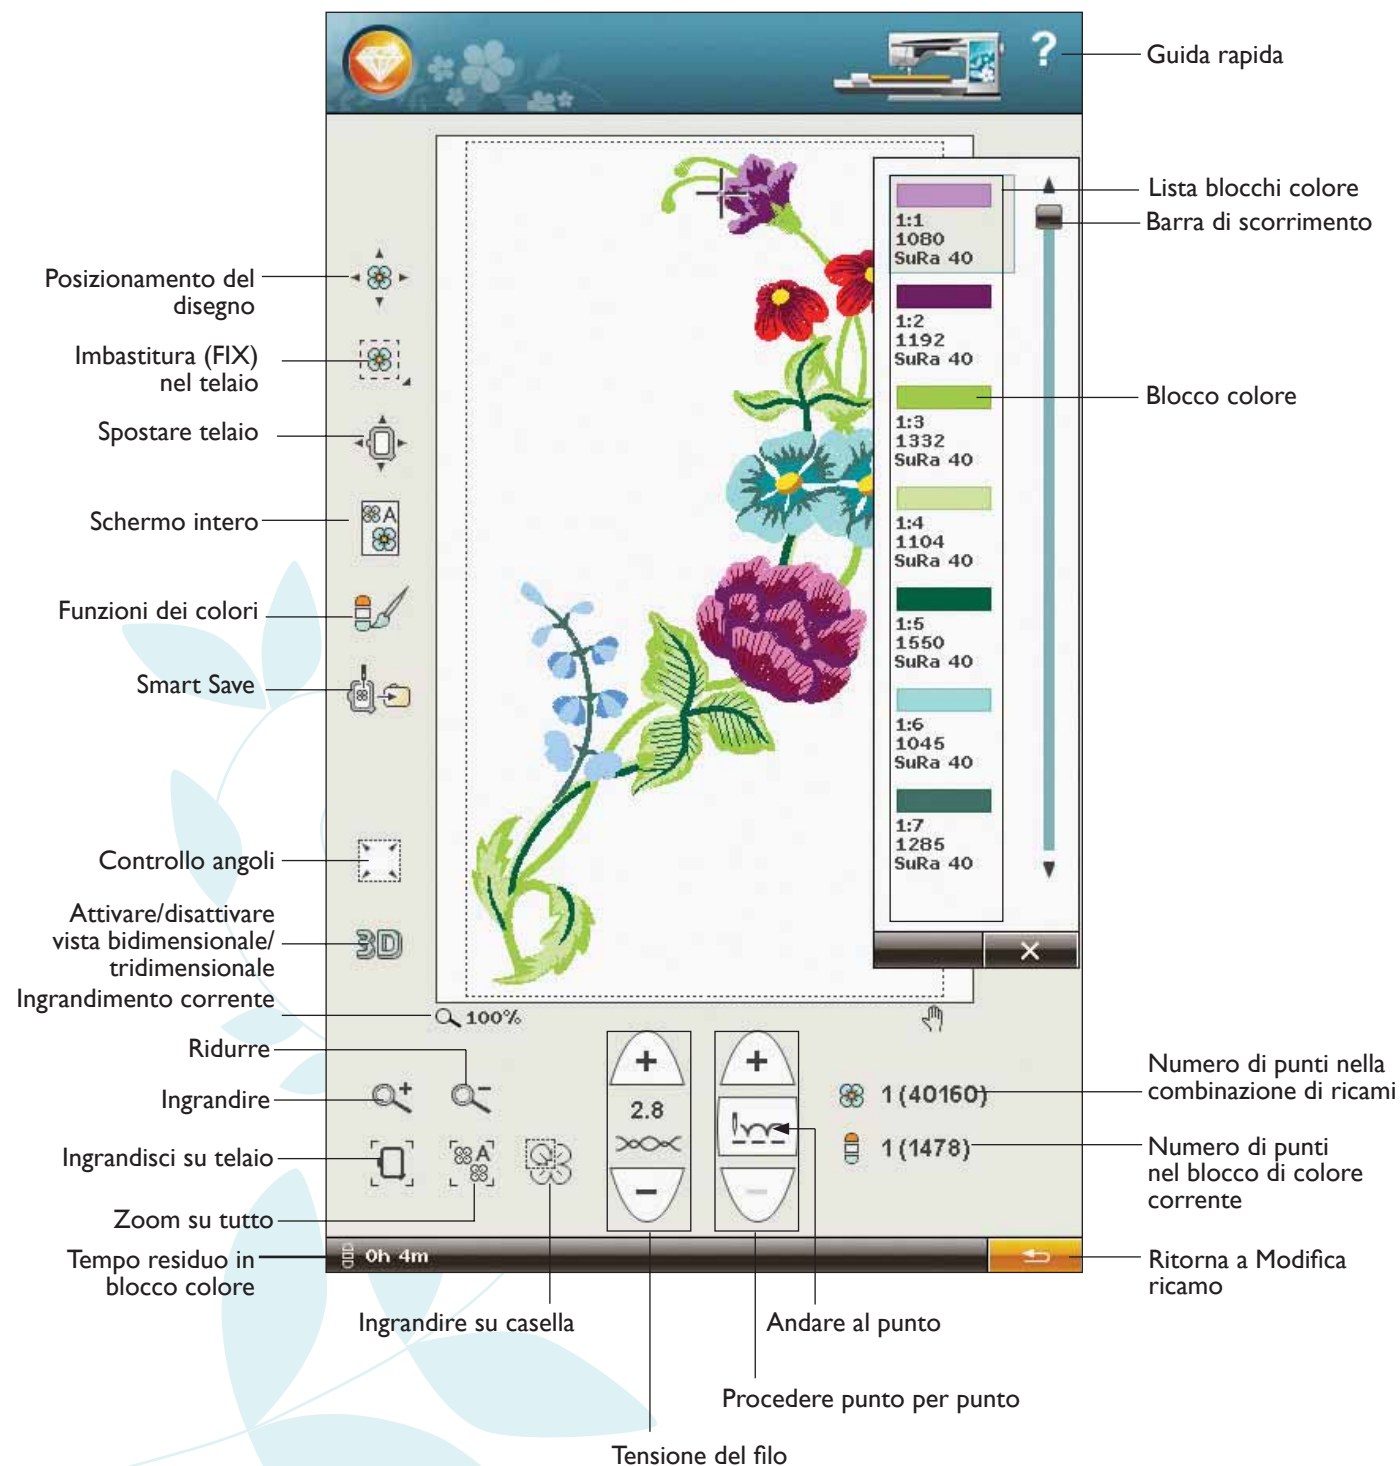 ?
Guida rapida
Lista blocchi colore
Barra di scorrimento
1:1
1080
SuRa 40
1:2
1192
SuRa 40
Blocco colore
1:3
1332
SuRa 40
1:4
1104
SuRa 40
1:5
1550
SuRa 40
1:6
1045
SuRa 40
1:7
1285
SuRa 40
Posizionamento del
disegno
Imbastitura (FIX)
nel telaio
Spostare telaio
Schermo intero
A
Funzioni dei colori
Smart Save
Controllo angoli
Attivare/disattivare
vista bidimensionale/
tridimensionale
3D
Ingrandimento corrente
100%
Ridurre
Ingrandire
Ingrandisci su telaio
A
Zoom su tutto
+
2.8
−
+
−
1 (40160)
1 (1478)
Numero di punti nella
combinazione di ricami
Numero di punti
nel blocco di colore
corrente
Tempo residuo in
blocco colore
0h 4m
Ritorna a Modifica
ricamo
Ingrandire su casella
Andare al punto
Procedere punto per punto
Tensione del filo